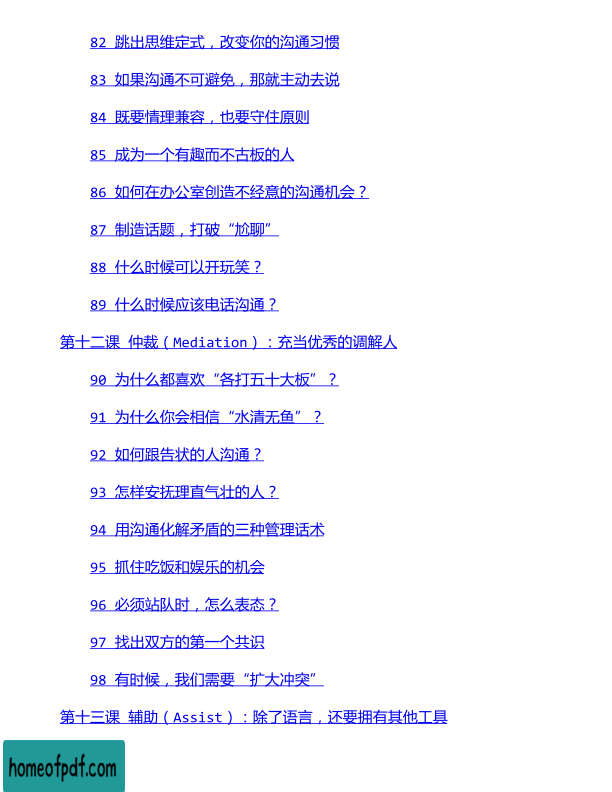 82 跳出思维定式，改变你的沟通习惯
83 如果沟通不可避免，那就主动去说
84 既要情理兼容，也要守住原则
85 成为一个有趣而不古板的人
86 如何在办公室创造不经意的沟通机会？
87 制造话题，打破“尬聊”
88 什么时候可以开玩笑？
89 什么时候应该电话沟通？
第十二课 仲裁（Mediation）：充当优秀的调解人
90 为什么都喜欢“各打五十大板”？
91 为什么你会相信“水清无鱼”？
92 如何跟告状的人沟通？
93 怎样安抚理直气壮的人？
94 用沟通化解矛盾的三种管理话术
95 抓住吃饭和娱乐的机会
96 必须站队时，怎么表态？
97 找出双方的第一个共识
98 有时候，我们需要“扩大冲突”
第十三课 辅助（Assist）：除了语言，还要拥有其他工具
homeofpdf.com